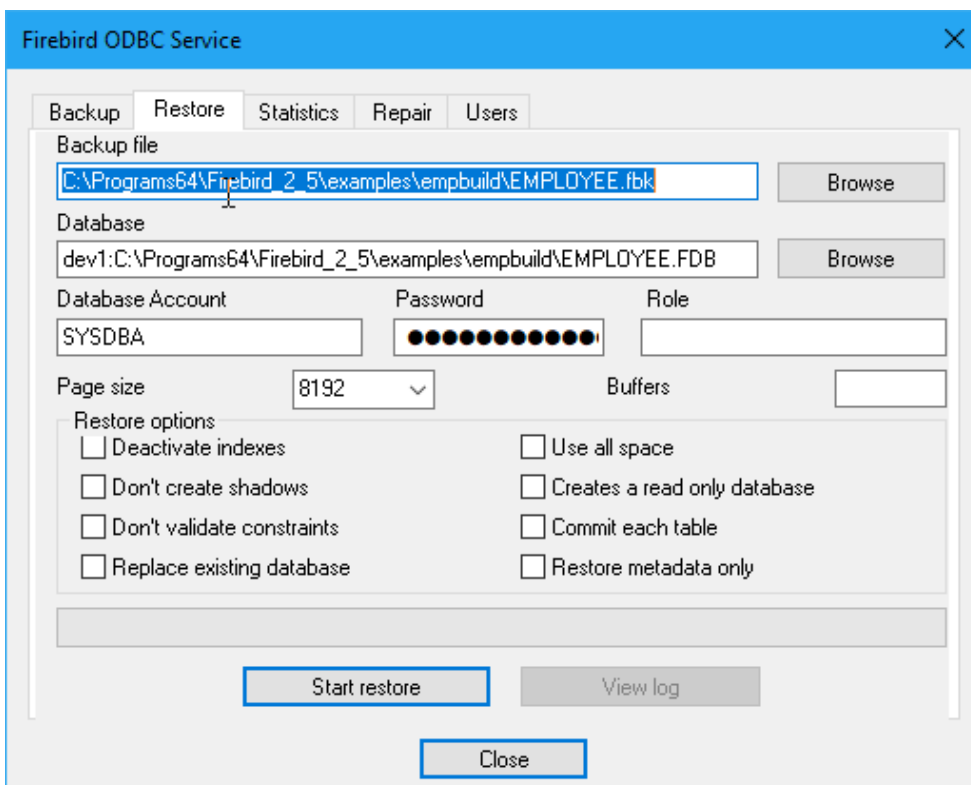 Firebird ODBC Service
Backup Restore Statistics Repair Users
Backup file
C:\Programs64\Firebird_2_5\examples\empbuild\EMPLOYEE.fbk Browse
Database
dev1:C:\Programs64\Firebird_2_5\examples\empbuild\EMPLOYEE.FDB Browse
Database Account Password Role
SYSDBA ●●●●●●●●●●●●
Page size 8192 Buffers
Restore options
Deactivate indexes Use all space
Don't create shadows Creates a read only database
Don't validate constraints Commit each table
Replace existing database Restore metadata only
Start restore View log
Close